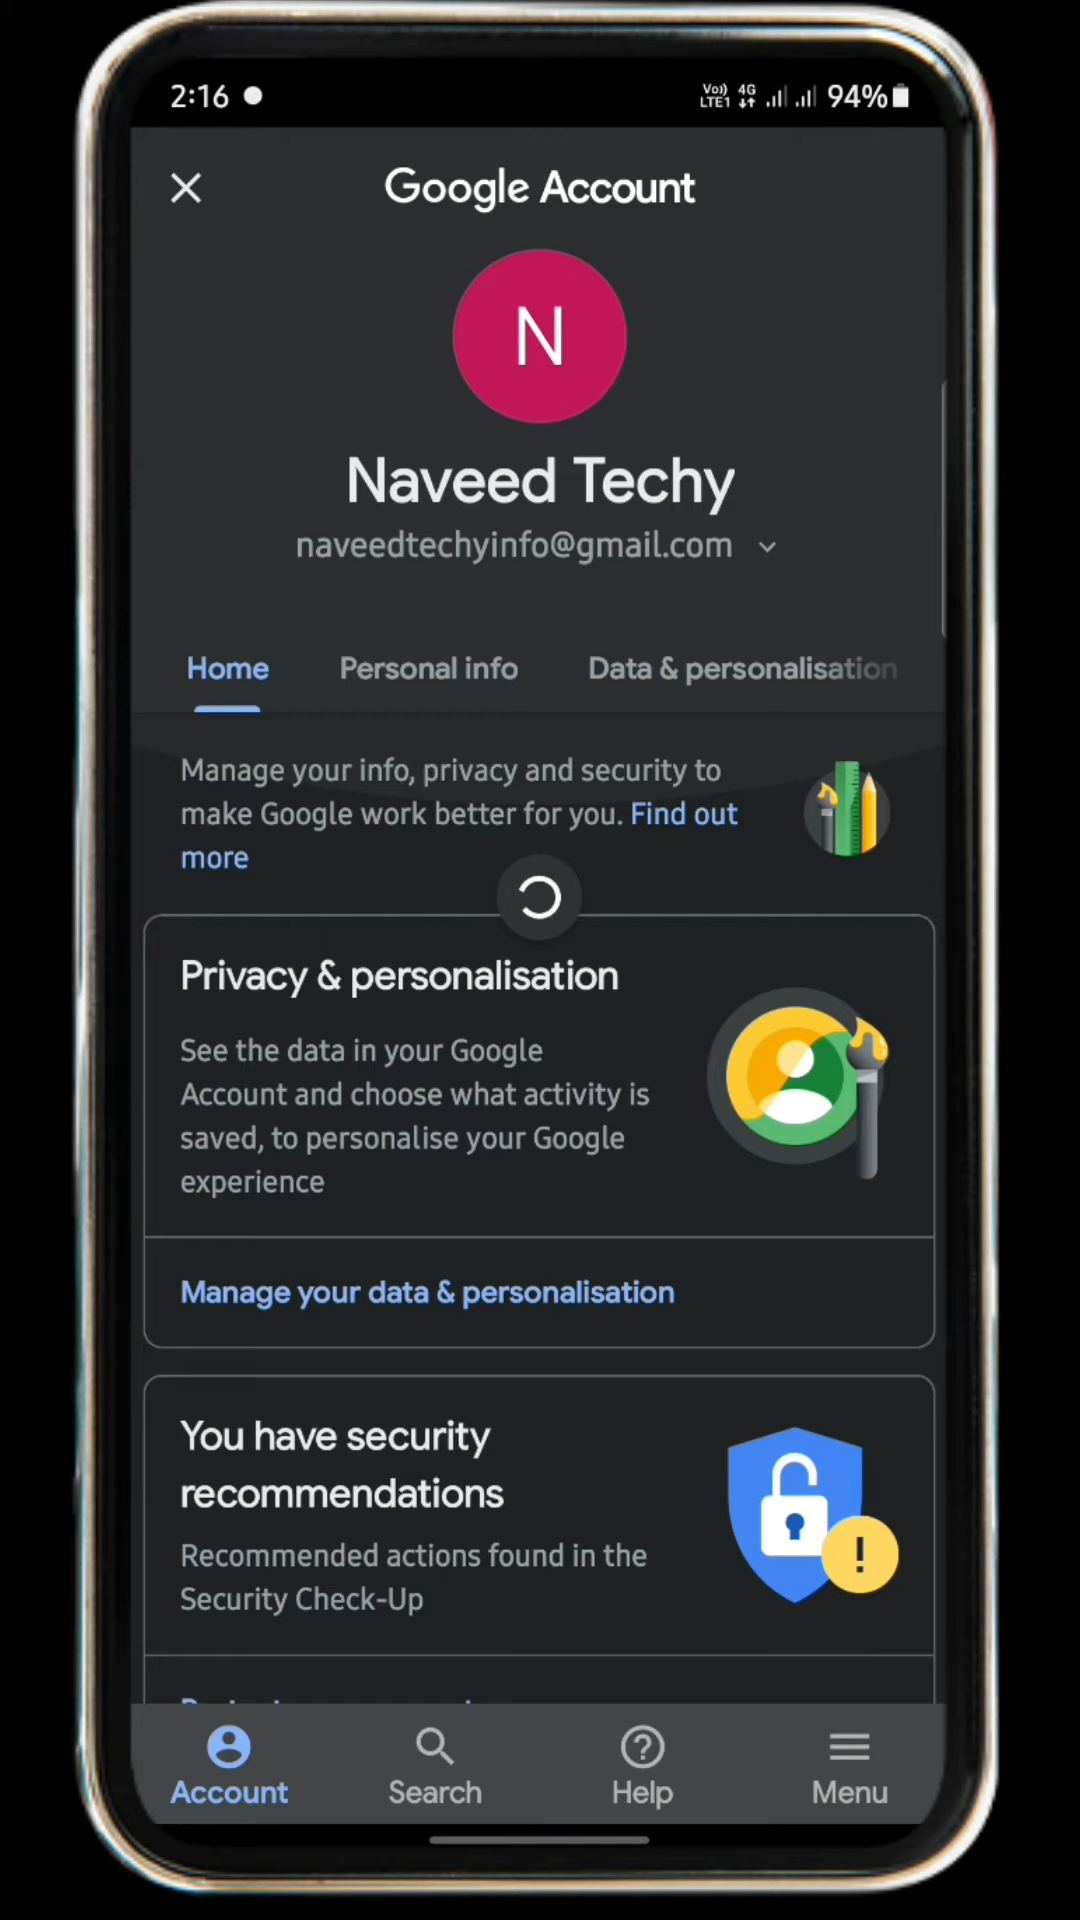 2:16
Vo)) LTE1 4G 94%
Google Account
N
Naveed Techy
naveedtechyinfo@gmail.com
Home Personal info Data & personalisation
Manage your info, privacy and security to
make Google work better for you. Find out
more
Privacy & personalisation
See the data in your Google
Account and choose what activity is
saved, to personalise your Google
experience
Manage your data & personalisation
You have security
recommendations
!
Recommended actions found in the
Security Check-Up
Account Search Help Menu